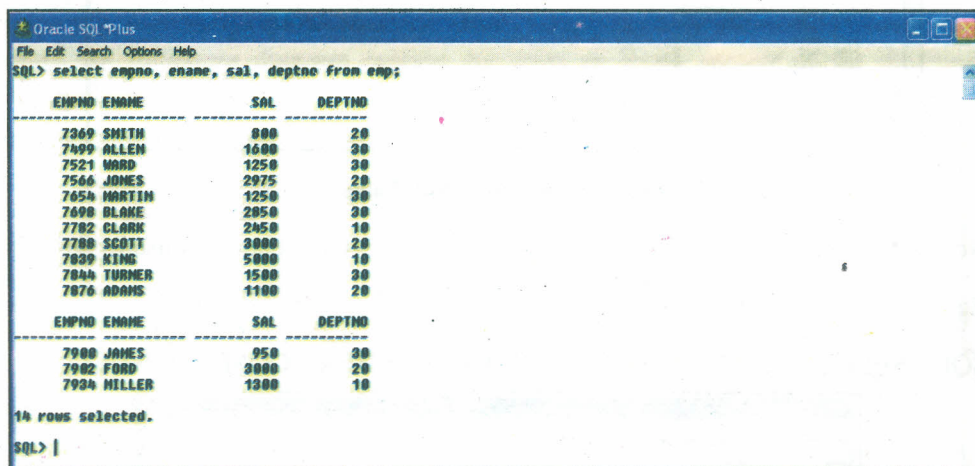 Oracle SQL*Plus
File Edit Search Options Help
SQL> select empno, ename, sal, deptno from emp;
EMPNO ENAME SAL DEPTNO
---------- ---------- ---------- ----------
7369 SMITH 800 20
7499 ALLEN 1600 30
7521 WARD 1250 30
7566 JONES 2975 20
7654 MARTIN 1250 30
7698 BLAKE 2850 30
7782 CLARK 2450 10
7788 SCOTT 3000 20
7839 KING 5000 10
7844 TURNER 1500 30
7876 ADAMS 1100 20
EMPNO ENAME SAL DEPTNO
---------- ---------- ---------- ----------
7900 JAMES 950 30
7902 FORD 3000 20
7934 MILLER 1300 10
14 rows selected.
SQL>